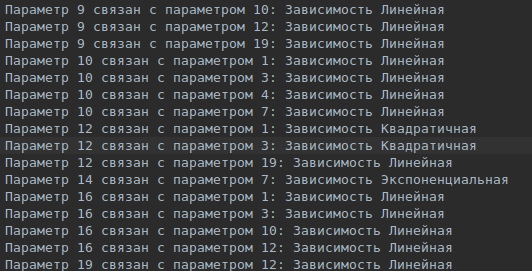 Параметр 9 связан с параметром 10: Зависимость Линейная
Параметр 9 связан с параметром 12: Зависимость Линейная
Параметр 9 связан с параметром 19: Зависимость Линейная
Параметр 10 связан с параметром 1: Зависимость Линейная
Параметр 10 связан с параметром 3: Зависимость Линейная
Параметр 10 связан с параметром 4: Зависимость Линейная
Параметр 10 связан с параметром 7: Зависимость Линейная
Параметр 12 связан с параметром 1: Зависимость Квадратичная
Параметр 12 связан с параметром 3: Зависимость Квадратичная
Параметр 12 связан с параметром 19: Зависимость Линейная
Параметр 14 связан с параметром 7: Зависимость Экспоненциальная
Параметр 16 связан с параметром 1: Зависимость Линейная
Параметр 16 связан с параметром 3: Зависимость Линейная
Параметр 16 связан с параметром 10: Зависимость Линейная
Параметр 16 связан с параметром 12: Зависимость Линейная
Параметр 19 связан с параметром 12: Зависимость Линейная